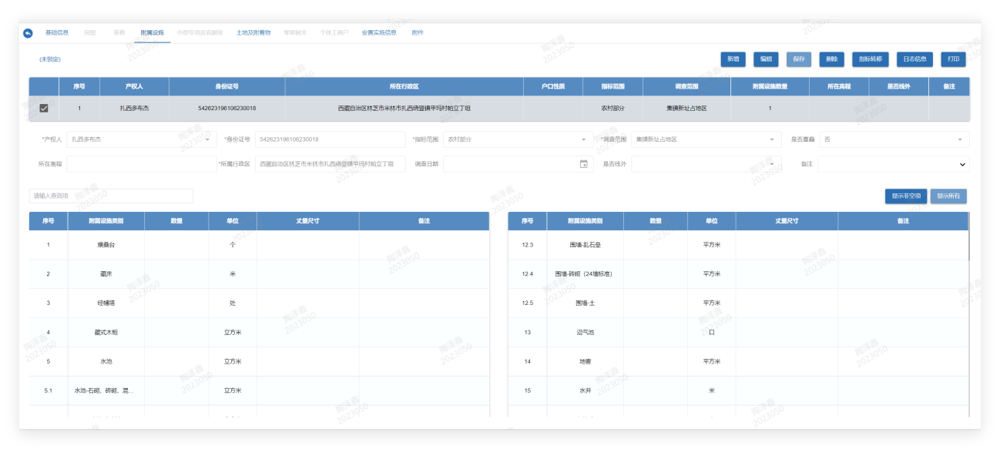 基础信息 房屋 装修 附属设施 小型专项及农副业 土地及附着物 零星树木 个体工商户 安置实施信息 附件
(未锁定) 新增 编辑 保存 删除 指标转移 日志信息 打印
序号 产权人 身份证号 所在行政区 户口性质 指标范围 调查范围 附属设施数量 所在高程 是否线外 备注
1 扎西多布杰 542623196106230018 西藏自治区林芝市米林市扎西绕登镇甲玛村帕立丁组 农村部分 集镇新址占地区 1
*产权人 扎西多布杰 *身份证号 542623196106230018 *指标范围 农村部分 *调查范围 集镇新址占地区 是否重叠 否
所在高程 *所属行政区 西藏自治区林芝市米林市扎西绕登镇甲玛村帕立丁组 调查日期 是否线外 备注
请输入查询项 显示非空项 显示所有
序号 附属设施类别 数量 单位 丈量尺寸 备注 序号 附属设施类别 数量 单位 丈量尺寸 备注
1 煨桑台 个 12.3 围墙-乱石垒 平方米
2 藏床 米 12.4 围墙-砖砌（24墙标准） 平方米
3 经幡塔 处 12.5 围墙-土 平方米
4 藏式木柜 立方米 13 沼气池 口
5 水池 立方米 14 地窖 平方米
5.1 水池-石砌、砖砌、混... 立方米 15 水井 米
陶泽鑫
2023050